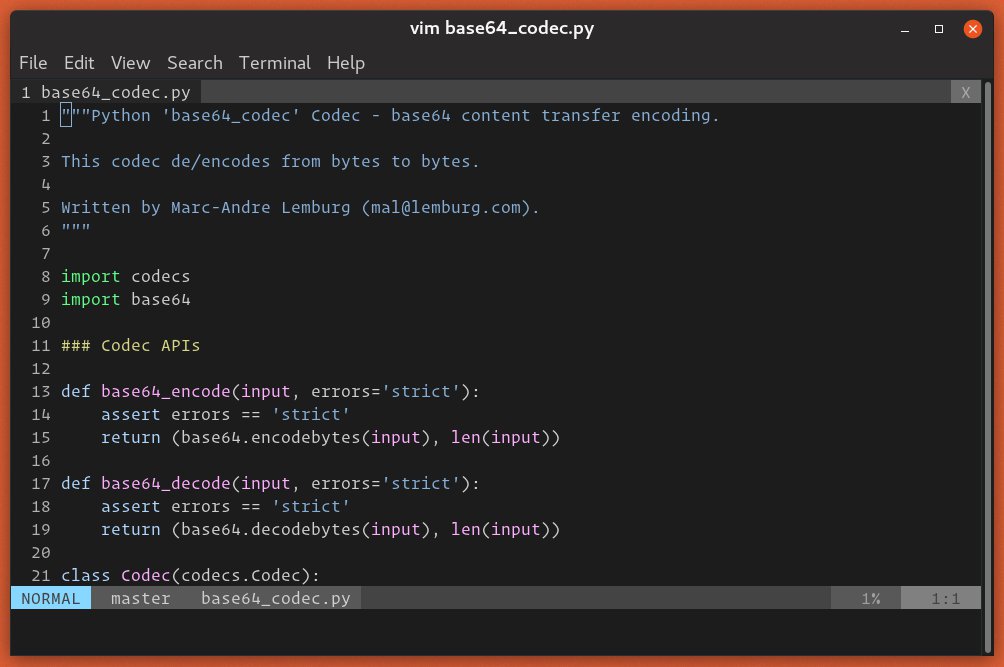 vim base64_codec.py
File Edit View Search Terminal Help
1 base64_codec.py X
1 """Python 'base64_codec' Codec - base64 content transfer encoding.
2
3 This codec de/encodes from bytes to bytes.
4
5 Written by Marc-Andre Lemburg (mal@lemburg.com).
6 """
7
8 import codecs
9 import base64
10
11 ### Codec APIs
12
13 def base64_encode(input, errors='strict'):
14     assert errors == 'strict'
15     return (base64.encodebytes(input), len(input))
16
17 def base64_decode(input, errors='strict'):
18     assert errors == 'strict'
19     return (base64.decodebytes(input), len(input))
20
21 class Codec(codecs.Codec):
NORMAL master base64_codec.py 1% 1:1